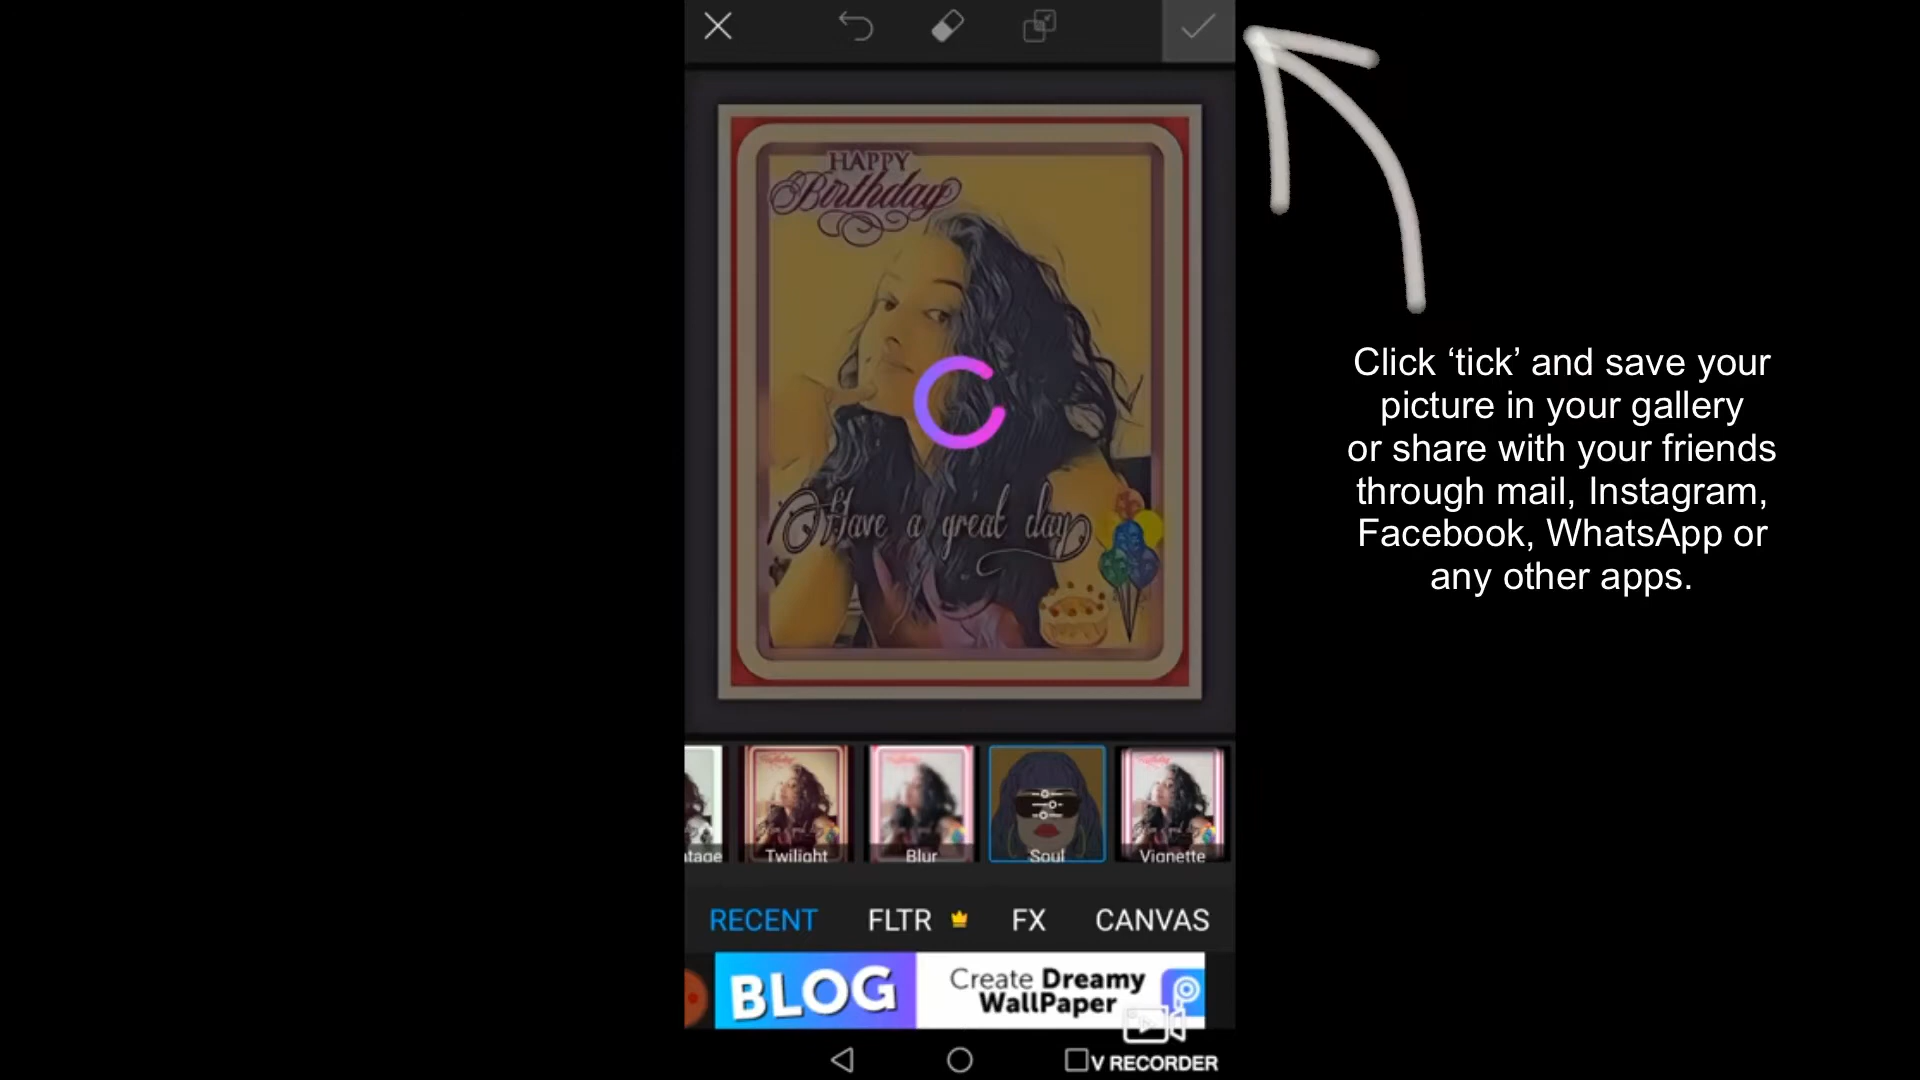 HAPPY
Birthday
Have a great day
Click ‘tick’ and save your
picture in your gallery
or share with your friends
through mail, Instagram,
Facebook, WhatsApp or
any other apps.
ntage
Twilight
Blur
Soul
Vignette
RECENT
FLTR
FX
CANVAS
BLOG
Create Dreamy
WallPaper
V RECORDER